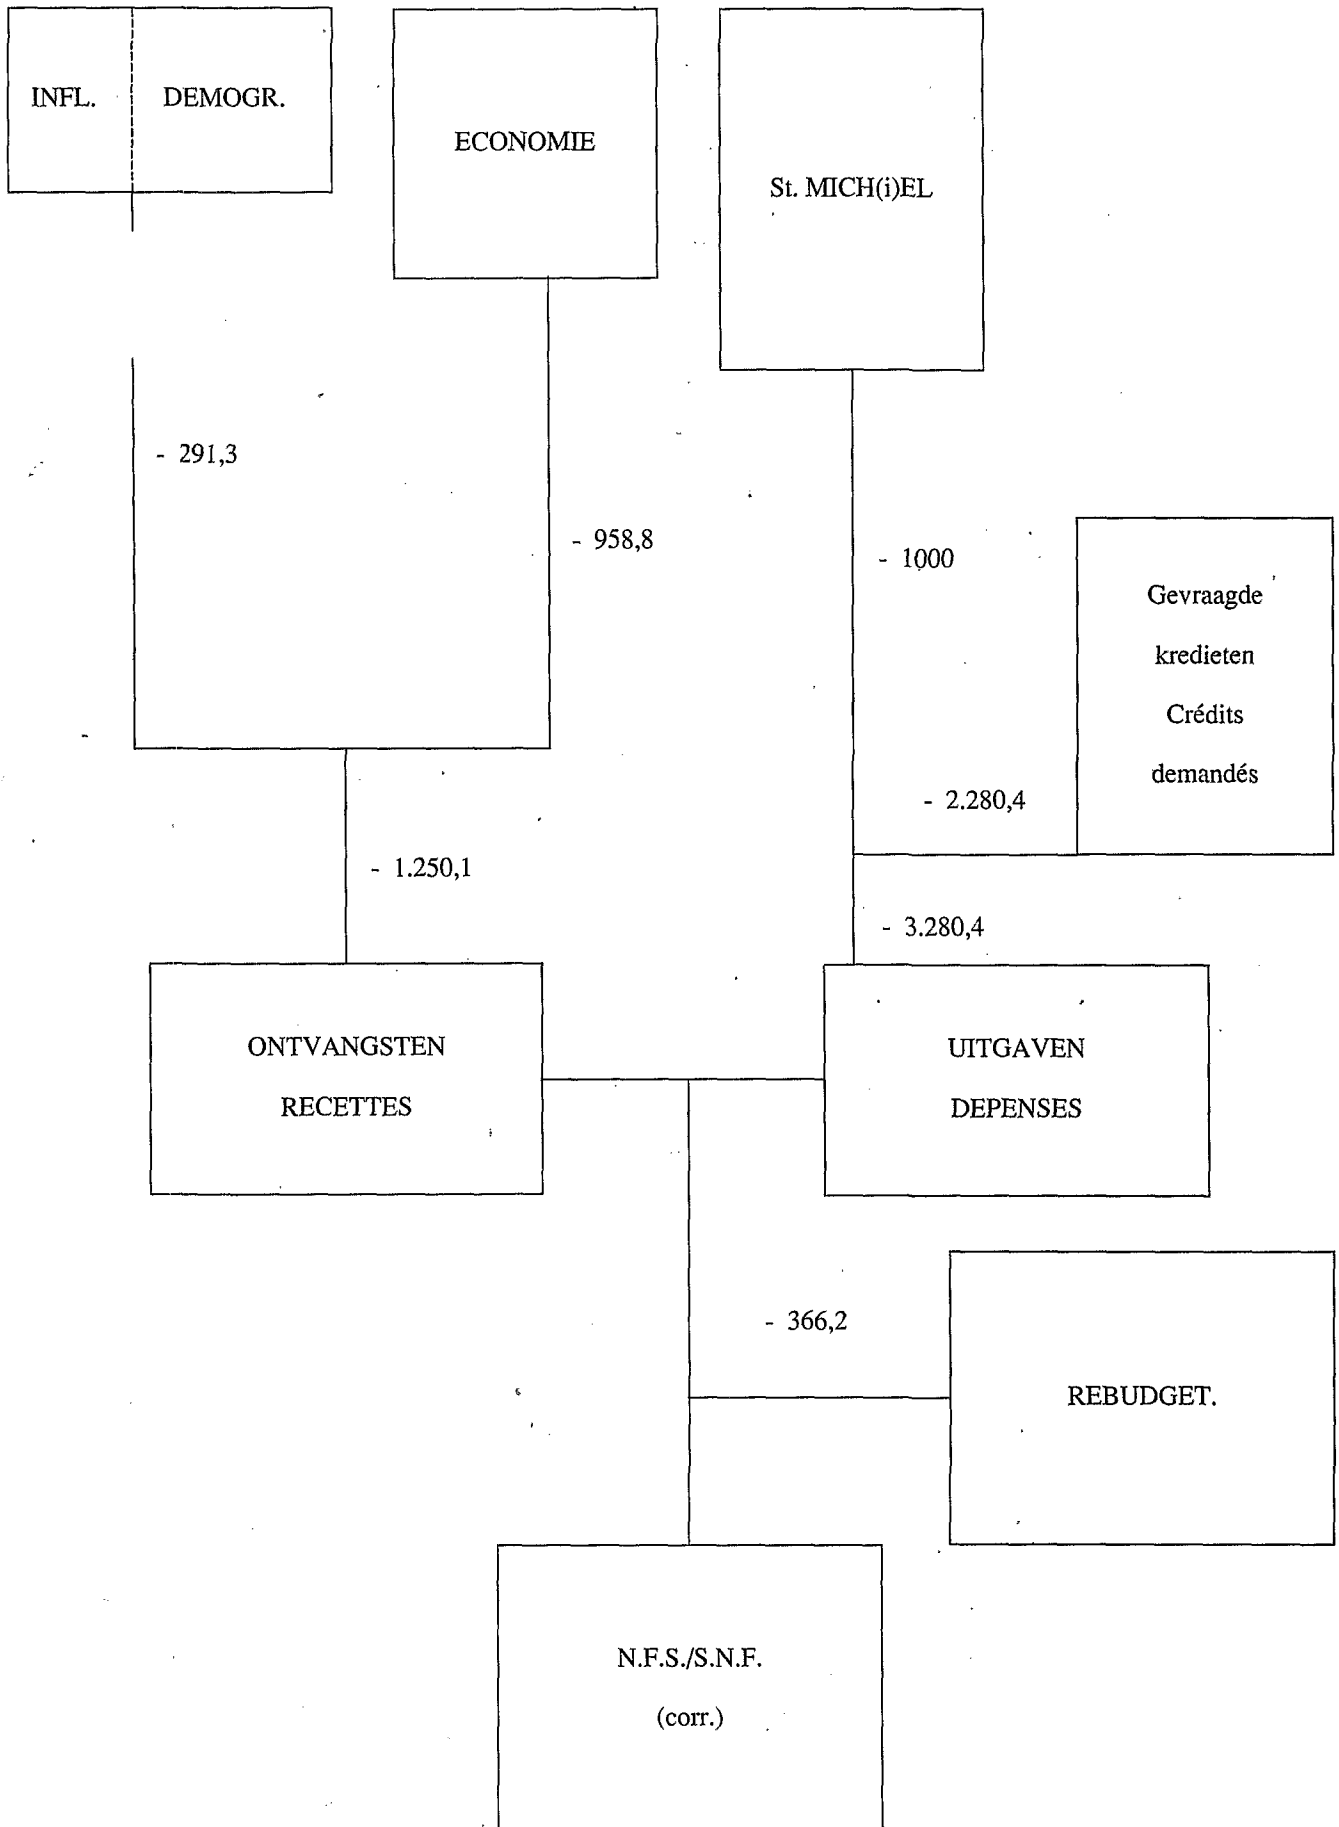 INFL.
DEMOGR.
ECONOMIE
St. MICH(i)EL
- 291,3
- 958,8
- 1000
Gevraagde
kredieten
Crédits
demandés
- 2.280,4
- 1.250,1
- 3.280,4
ONTVANGSTEN
RECETTES
UITGAVEN
DEPENSES
- 366,2
REBUDGET.
N.F.S./S.N.F.
(corr.)